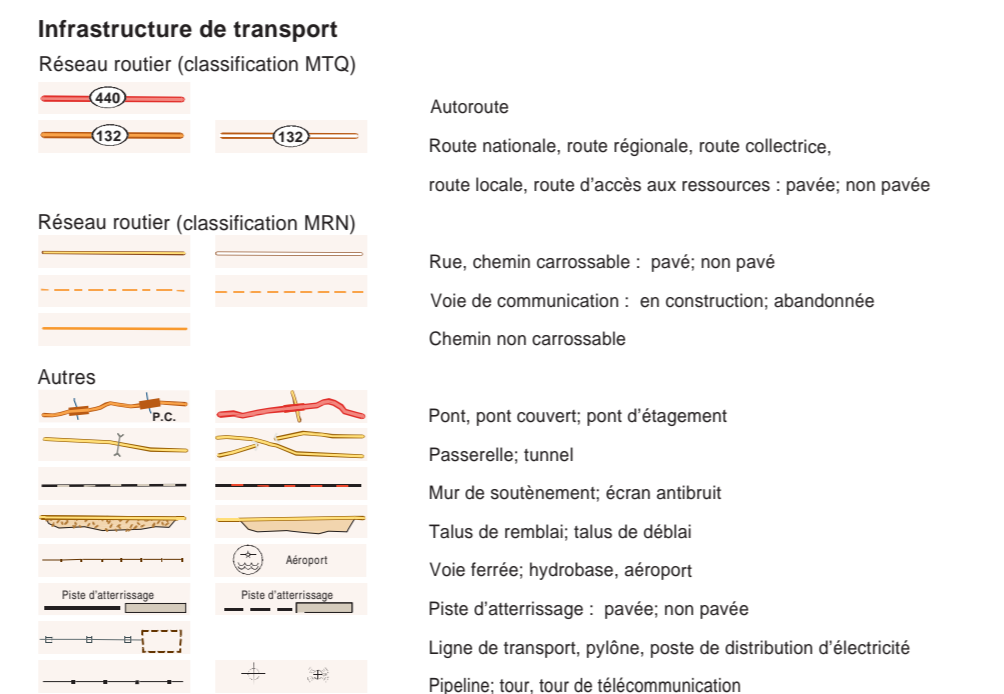 Infrastructure de transport
Réseau routier (classification MTQ)
440
Autoroute
132 132
Route nationale, route régionale, route collectrice,
route locale, route d'accès aux ressources : pavée; non pavée
Réseau routier (classification MRN)
Rue, chemin carrossable : pavé; non pavé
Voie de communication : en construction; abandonnée
Chemin non carrossable
Autres
P.C.
Pont, pont couvert; pont d'étagement
Passerelle; tunnel
Mur de soutènement; écran antibruit
Talus de remblai; talus de déblai
Aéroport
Voie ferrée; hydrobase, aéroport
Piste d'atterrissage Piste d'atterrissage
Piste d'atterrissage : pavée; non pavée
Ligne de transport, pylône, poste de distribution d'électricité
Pipeline; tour, tour de télécommunication